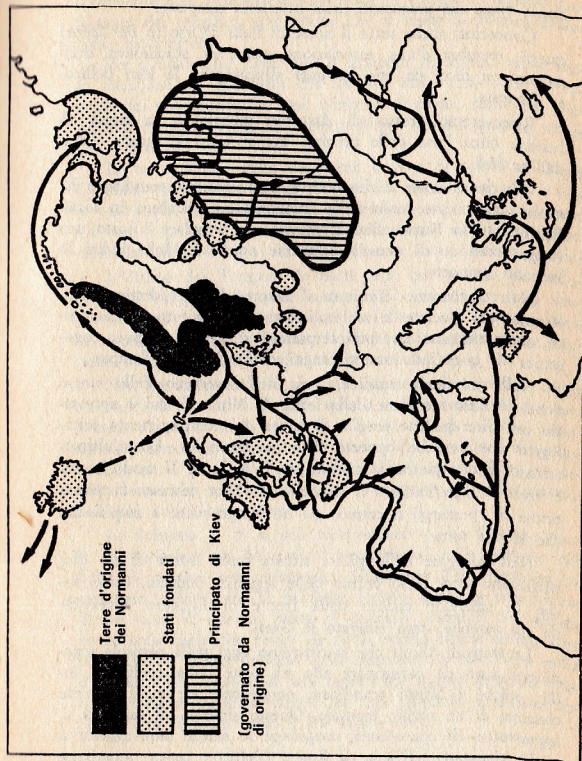 Terre d'origine
dei Normanni
Stati fondati
Principato di Kiev
(governato da Normanni
di origine)